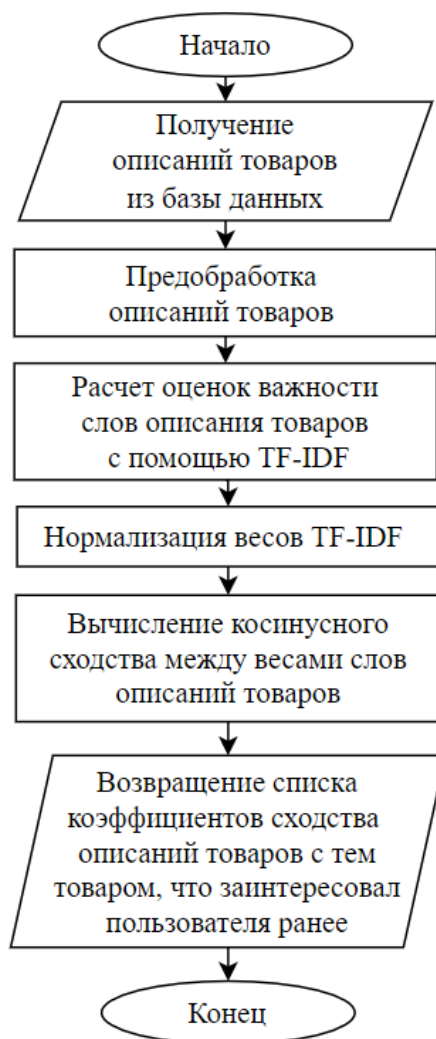 Начало
Получение
описаний товаров
из базы данных
Предобработка
описаний товаров
Расчет оценок важности
слов описания товаров
с помощью TF-IDF
Нормализация весов TF-IDF
Вычисление косинусного
сходства между весами слов
описаний товаров
Возвращение списка
коэффициентов сходства
описаний товаров с тем
товаром, что заинтересовал
пользователя ранее
Конец